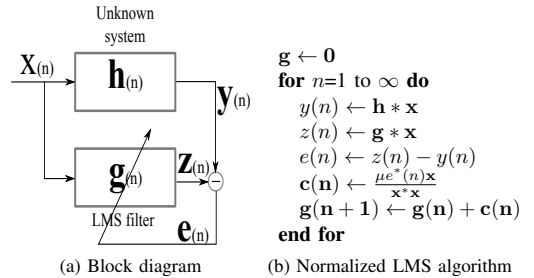 Unknown
system
X(n)
h(n)
y(n)
g(n)
z(n)
−
LMS filter
e(n)
(a) Block diagram
g ← 0
for n=1 to ∞ do
y(n) ← h ∗ x
z(n) ← g ∗ x
e(n) ← z(n) − y(n)
c(n) ← μe*(n)x / x*x
g(n + 1) ← g(n) + c(n)
end for
(b) Normalized LMS algorithm